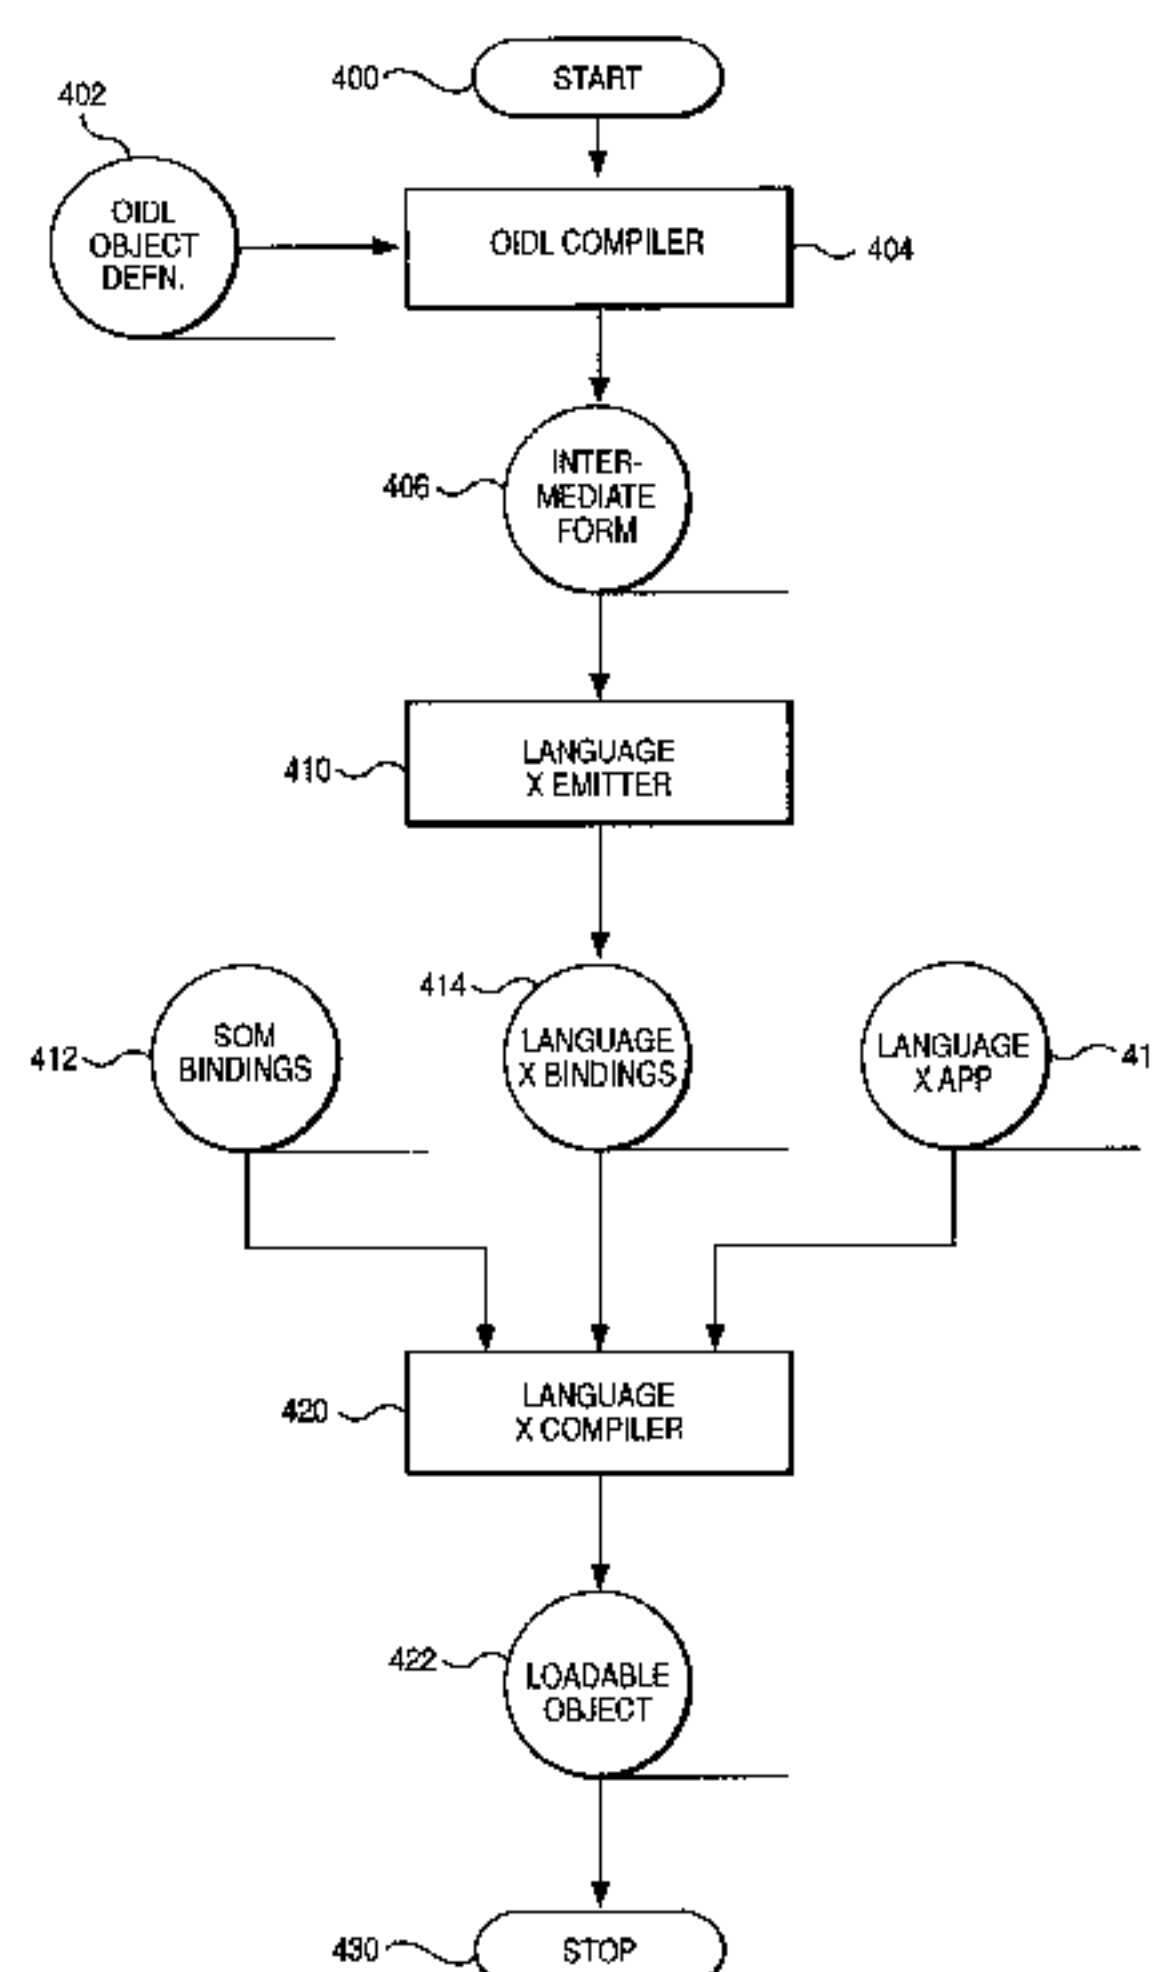 400
START
402
OIDL
OBJECT
DEFN.
OIDL COMPILER
404
406
INTER-
MEDIATE
FORM
410
LANGUAGE
X EMITTER
412
SOM
BINDINGS
414
LANGUAGE
X BINDINGS
LANGUAGE
X APP
41
420
LANGUAGE
X COMPILER
422
LOADABLE
OBJECT
430
STOP